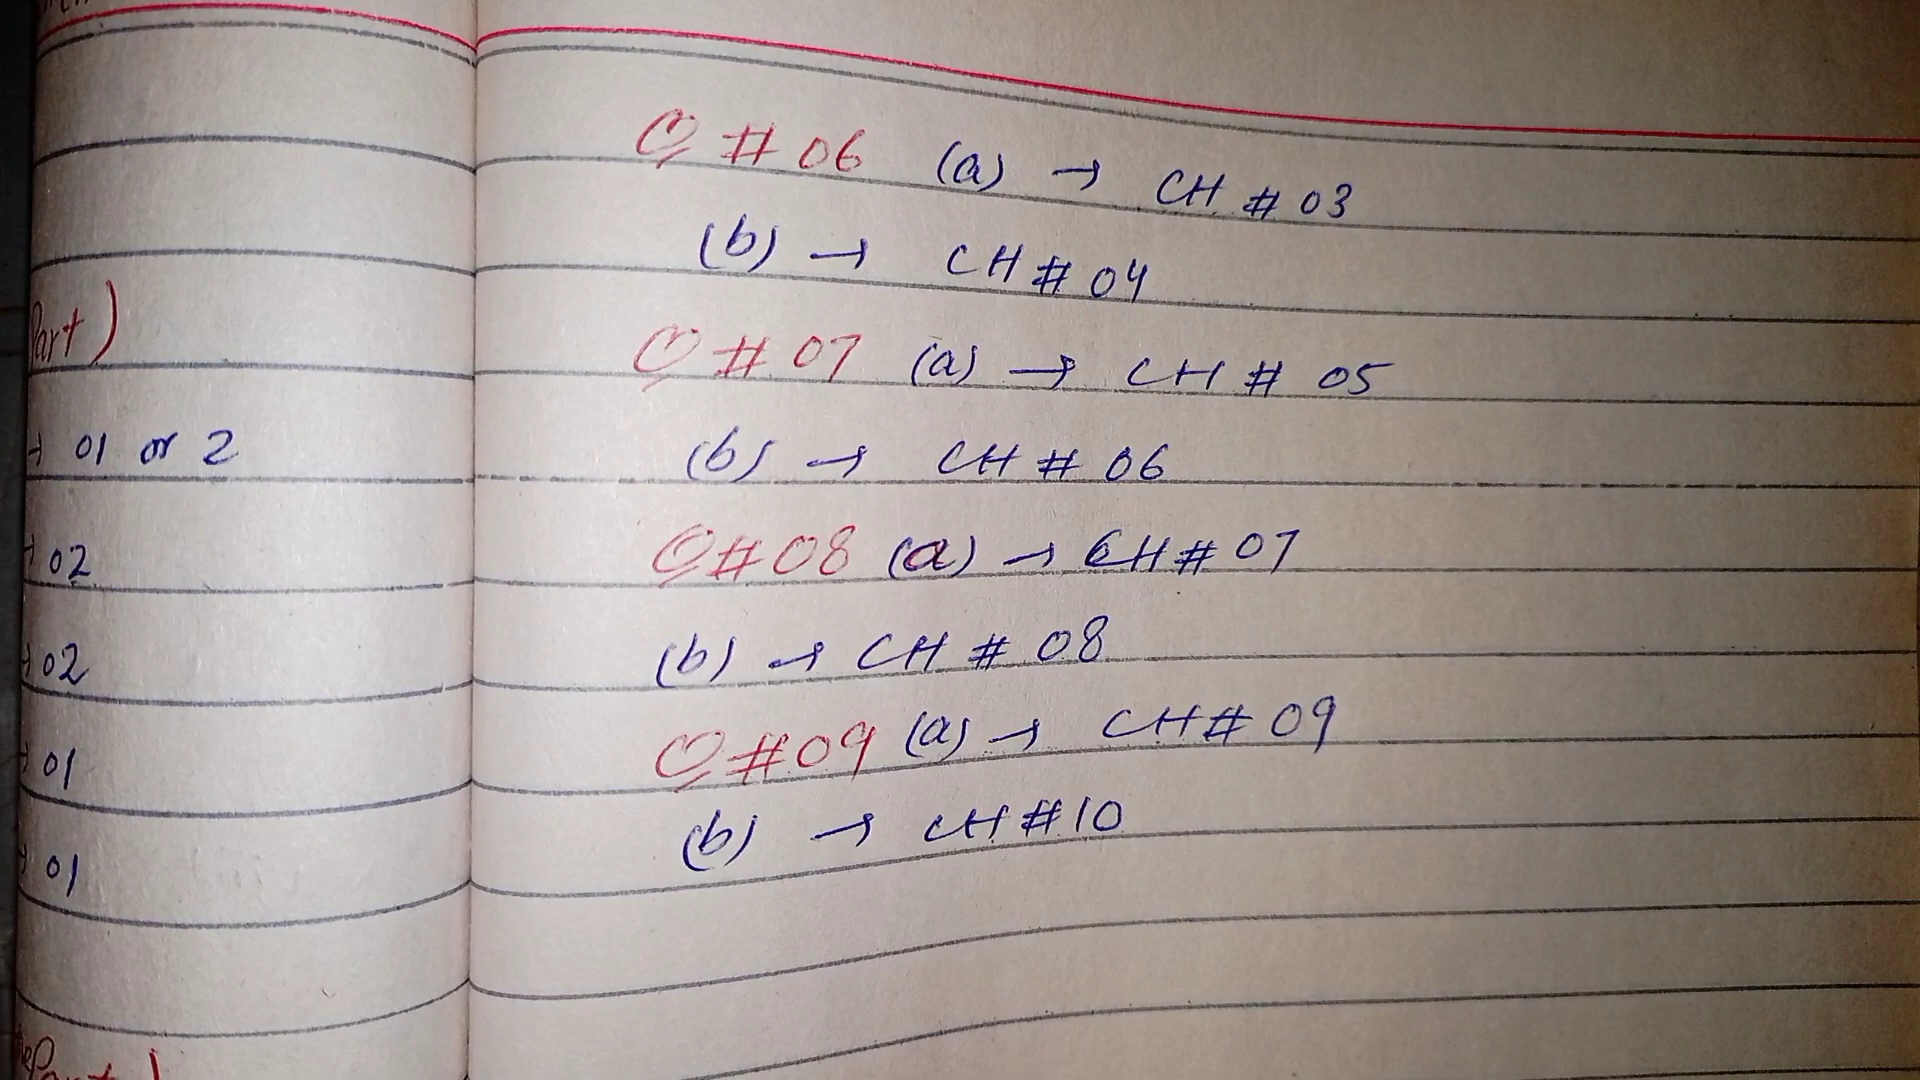 Part)
→ 01 or 2
→ 02
→ 02
→ 01
→ 01
Q # 06 (a) → CH # 03
(b) → CH # 04
Q # 07 (a) → CH # 05
(b) → CH # 06
Q # 08 (a) → CH # 07
(b) → CH # 08
Q # 09 (a) → CH # 09
(b) → CH # 10